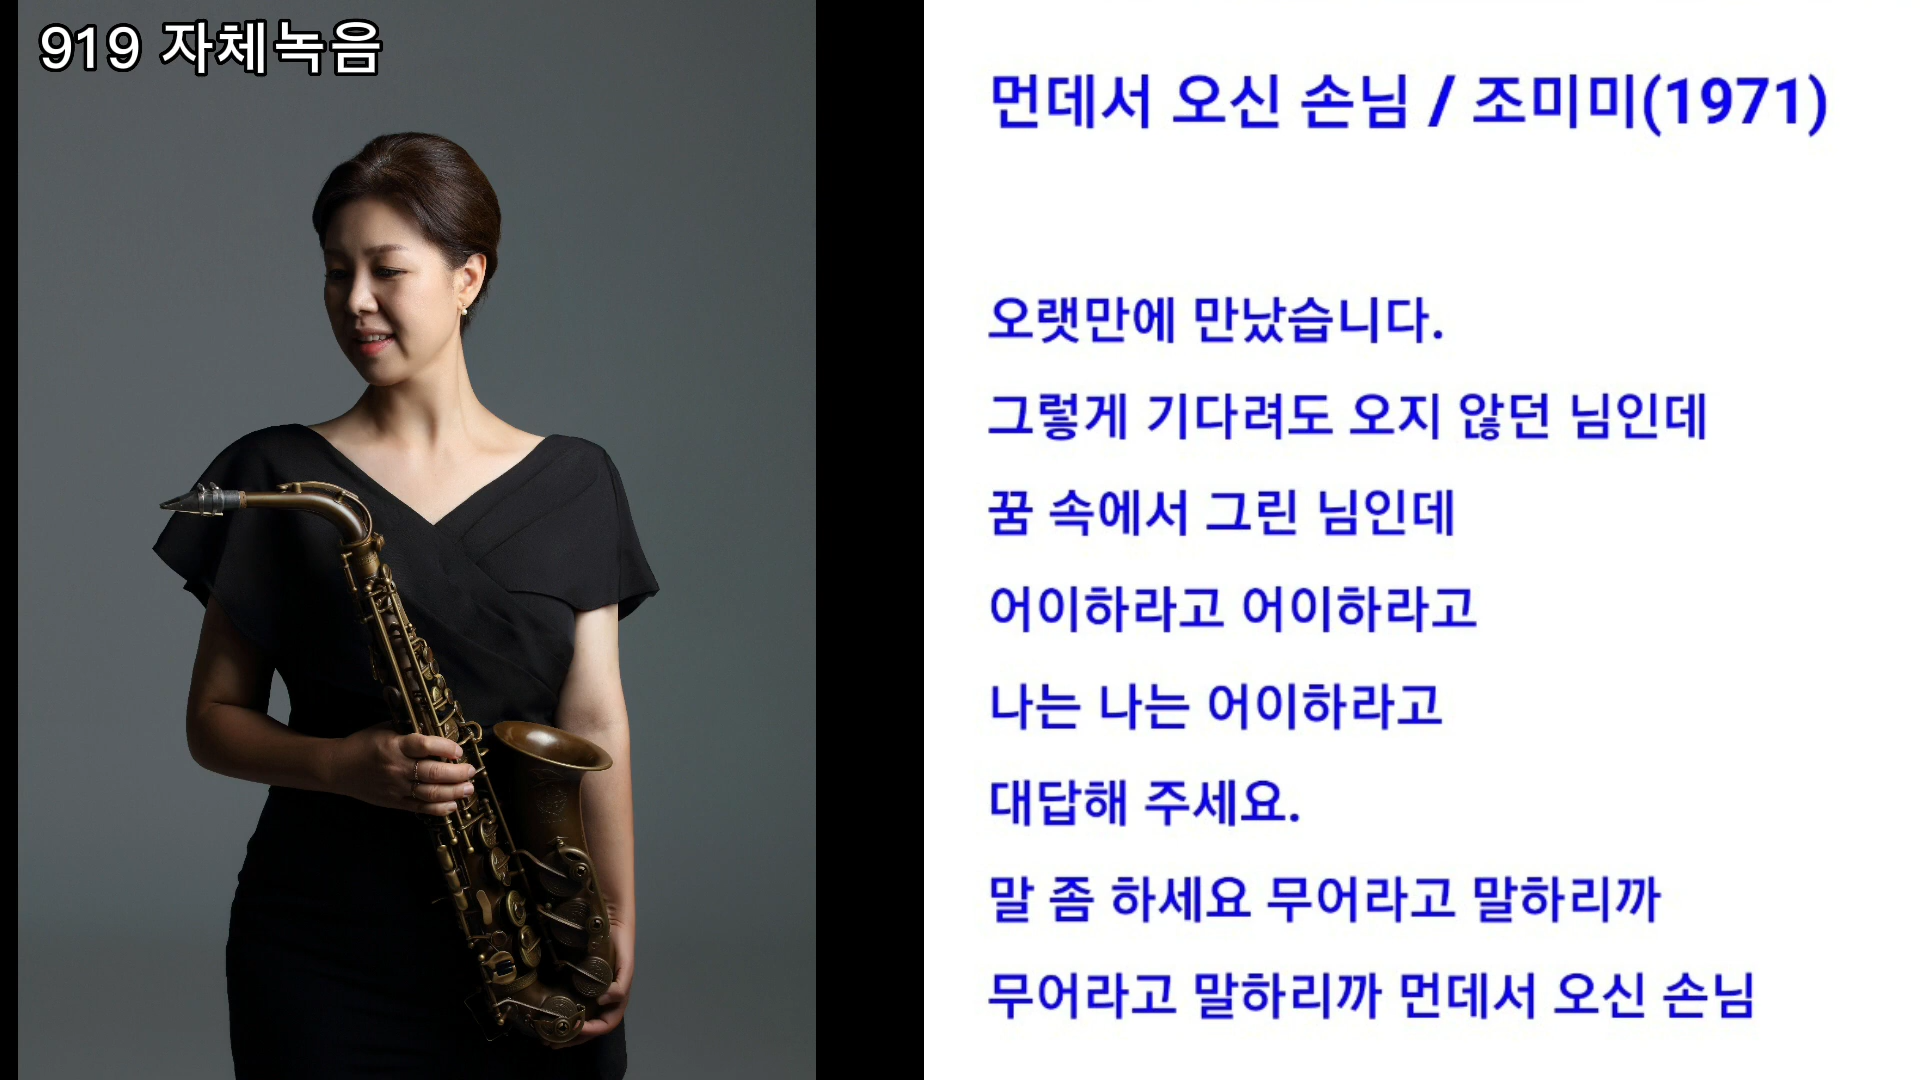 919 자체녹음
먼데서 오신 손님 / 조미미(1971)
오랫만에 만났습니다.
그렇게 기다려도 오지 않던 님인데
꿈 속에서 그린 님인데
어이하라고 어이하라고
나는 나는 어이하라고
대답해 주세요.
말 좀 하세요 무어라고 말하리까
무어라고 말하리까 먼데서 오신 손님